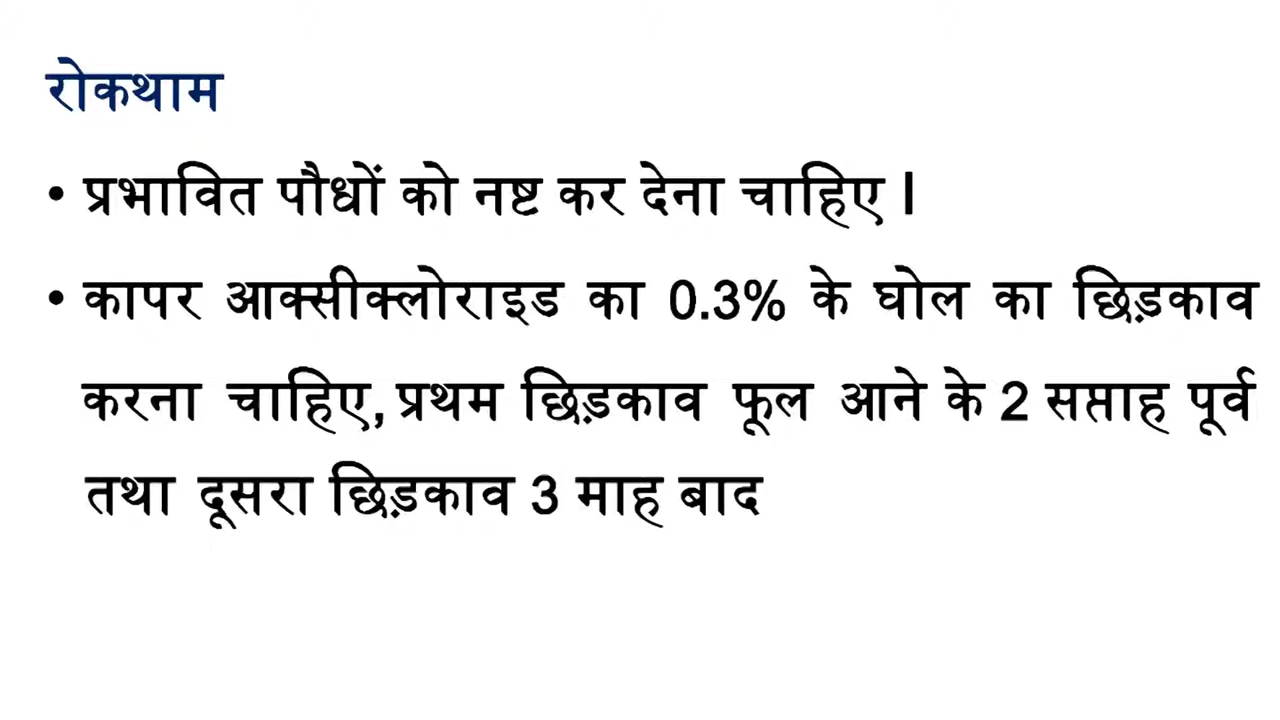 रोकथाम
• प्रभावित पौधों को नष्ट कर देना चाहिए ।
• कापर आक्सीक्लोराइड का 0.3% के घोल का छिड़काव
करना चाहिए, प्रथम छिड़काव फूल आने के 2 सप्ताह पूर्व
तथा दूसरा छिड़काव 3 माह बाद